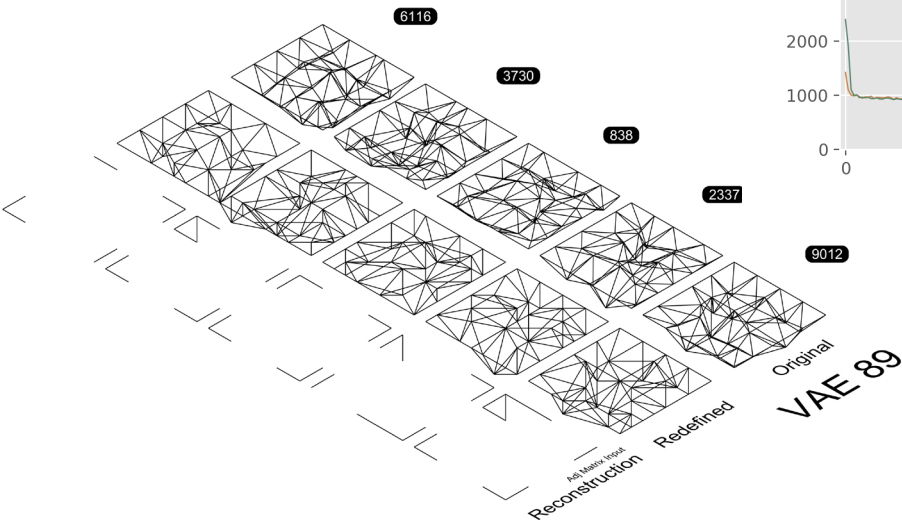 6116
3730
838
2337
9012
2000
1000
0
0
Original
VAE 89
Redefined
Adj Matrix Input
Reconstruction